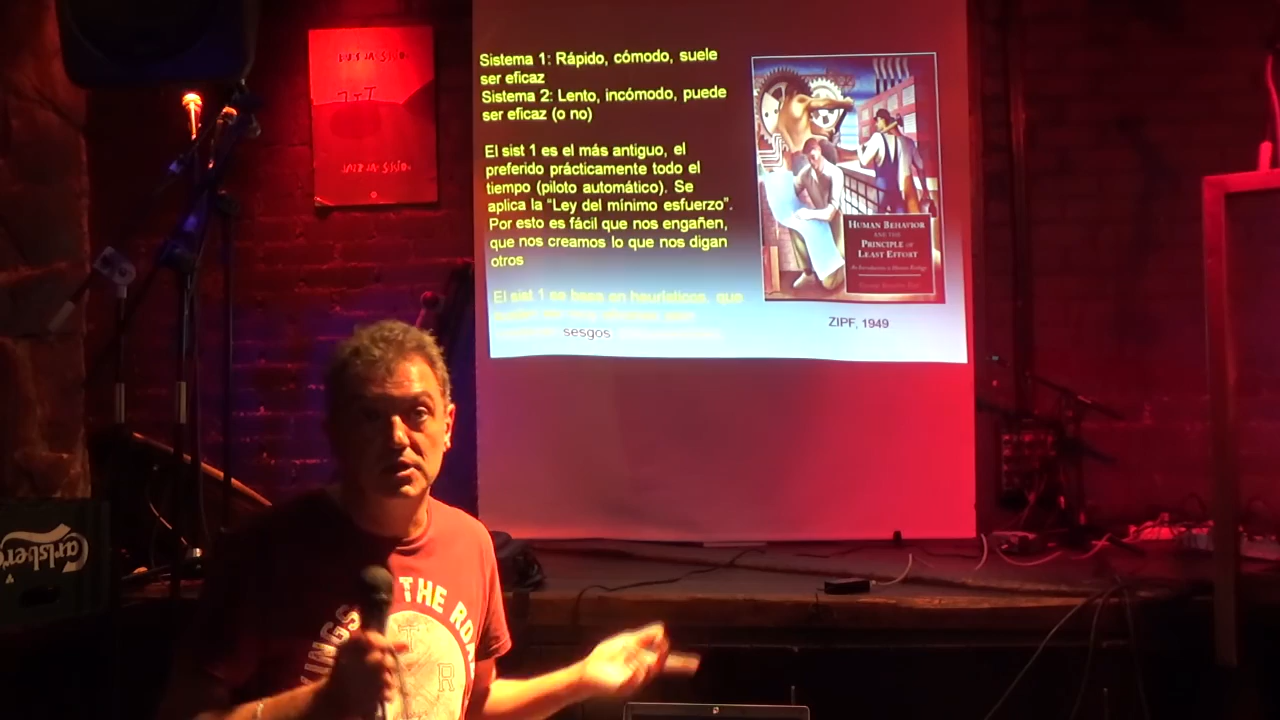 Sistema 1: Rápido, cómodo, suele
ser eficaz
Sistema 2: Lento, incómodo, puede
ser eficaz (o no)
El sist 1 es el más antiguo, el
preferido prácticamente todo el
tiempo (piloto automático). Se
aplica la “Ley del mínimo esfuerzo”.
Por esto es fácil que nos engañen,
que nos creamos lo que nos digan
otros
El sist 1 se basa en heurísticos, que
sesgos
HUMAN BEHAVIOR
AND THE
PRINCIPLE OF
LEAST EFFORT
ZIPF, 1949
Carlsberg
KINGS THE ROAD
T
R